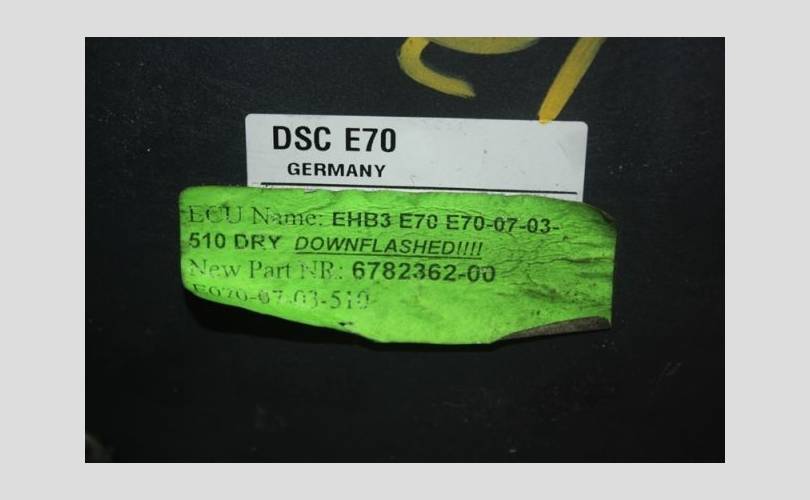 DSC E70
GERMANY
ECU Name: EHB3 E70 E70-07-03-
510 DRY DOWNFLASHED!!!!
New Part NR: 6782362-00
E070-07-03-510